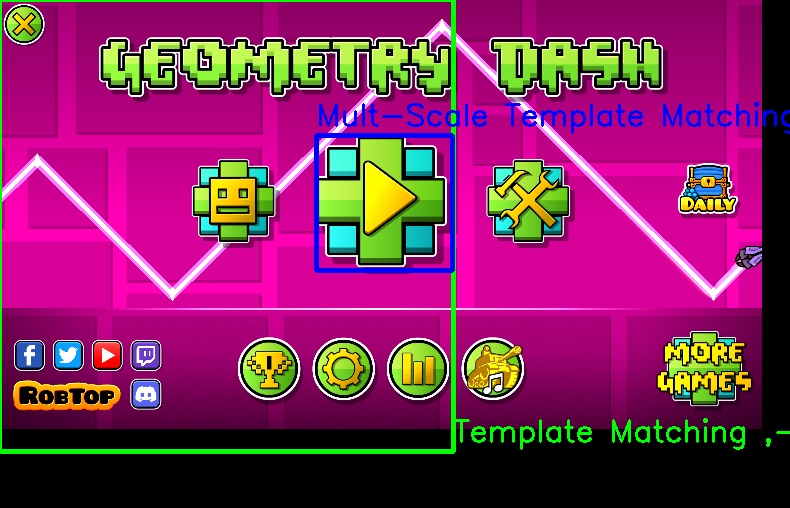 GEOMETRY DASH
Mult-Scale Template Matching
DAILY
ROBTOP
MORE
GAMES
Template Matching ,-